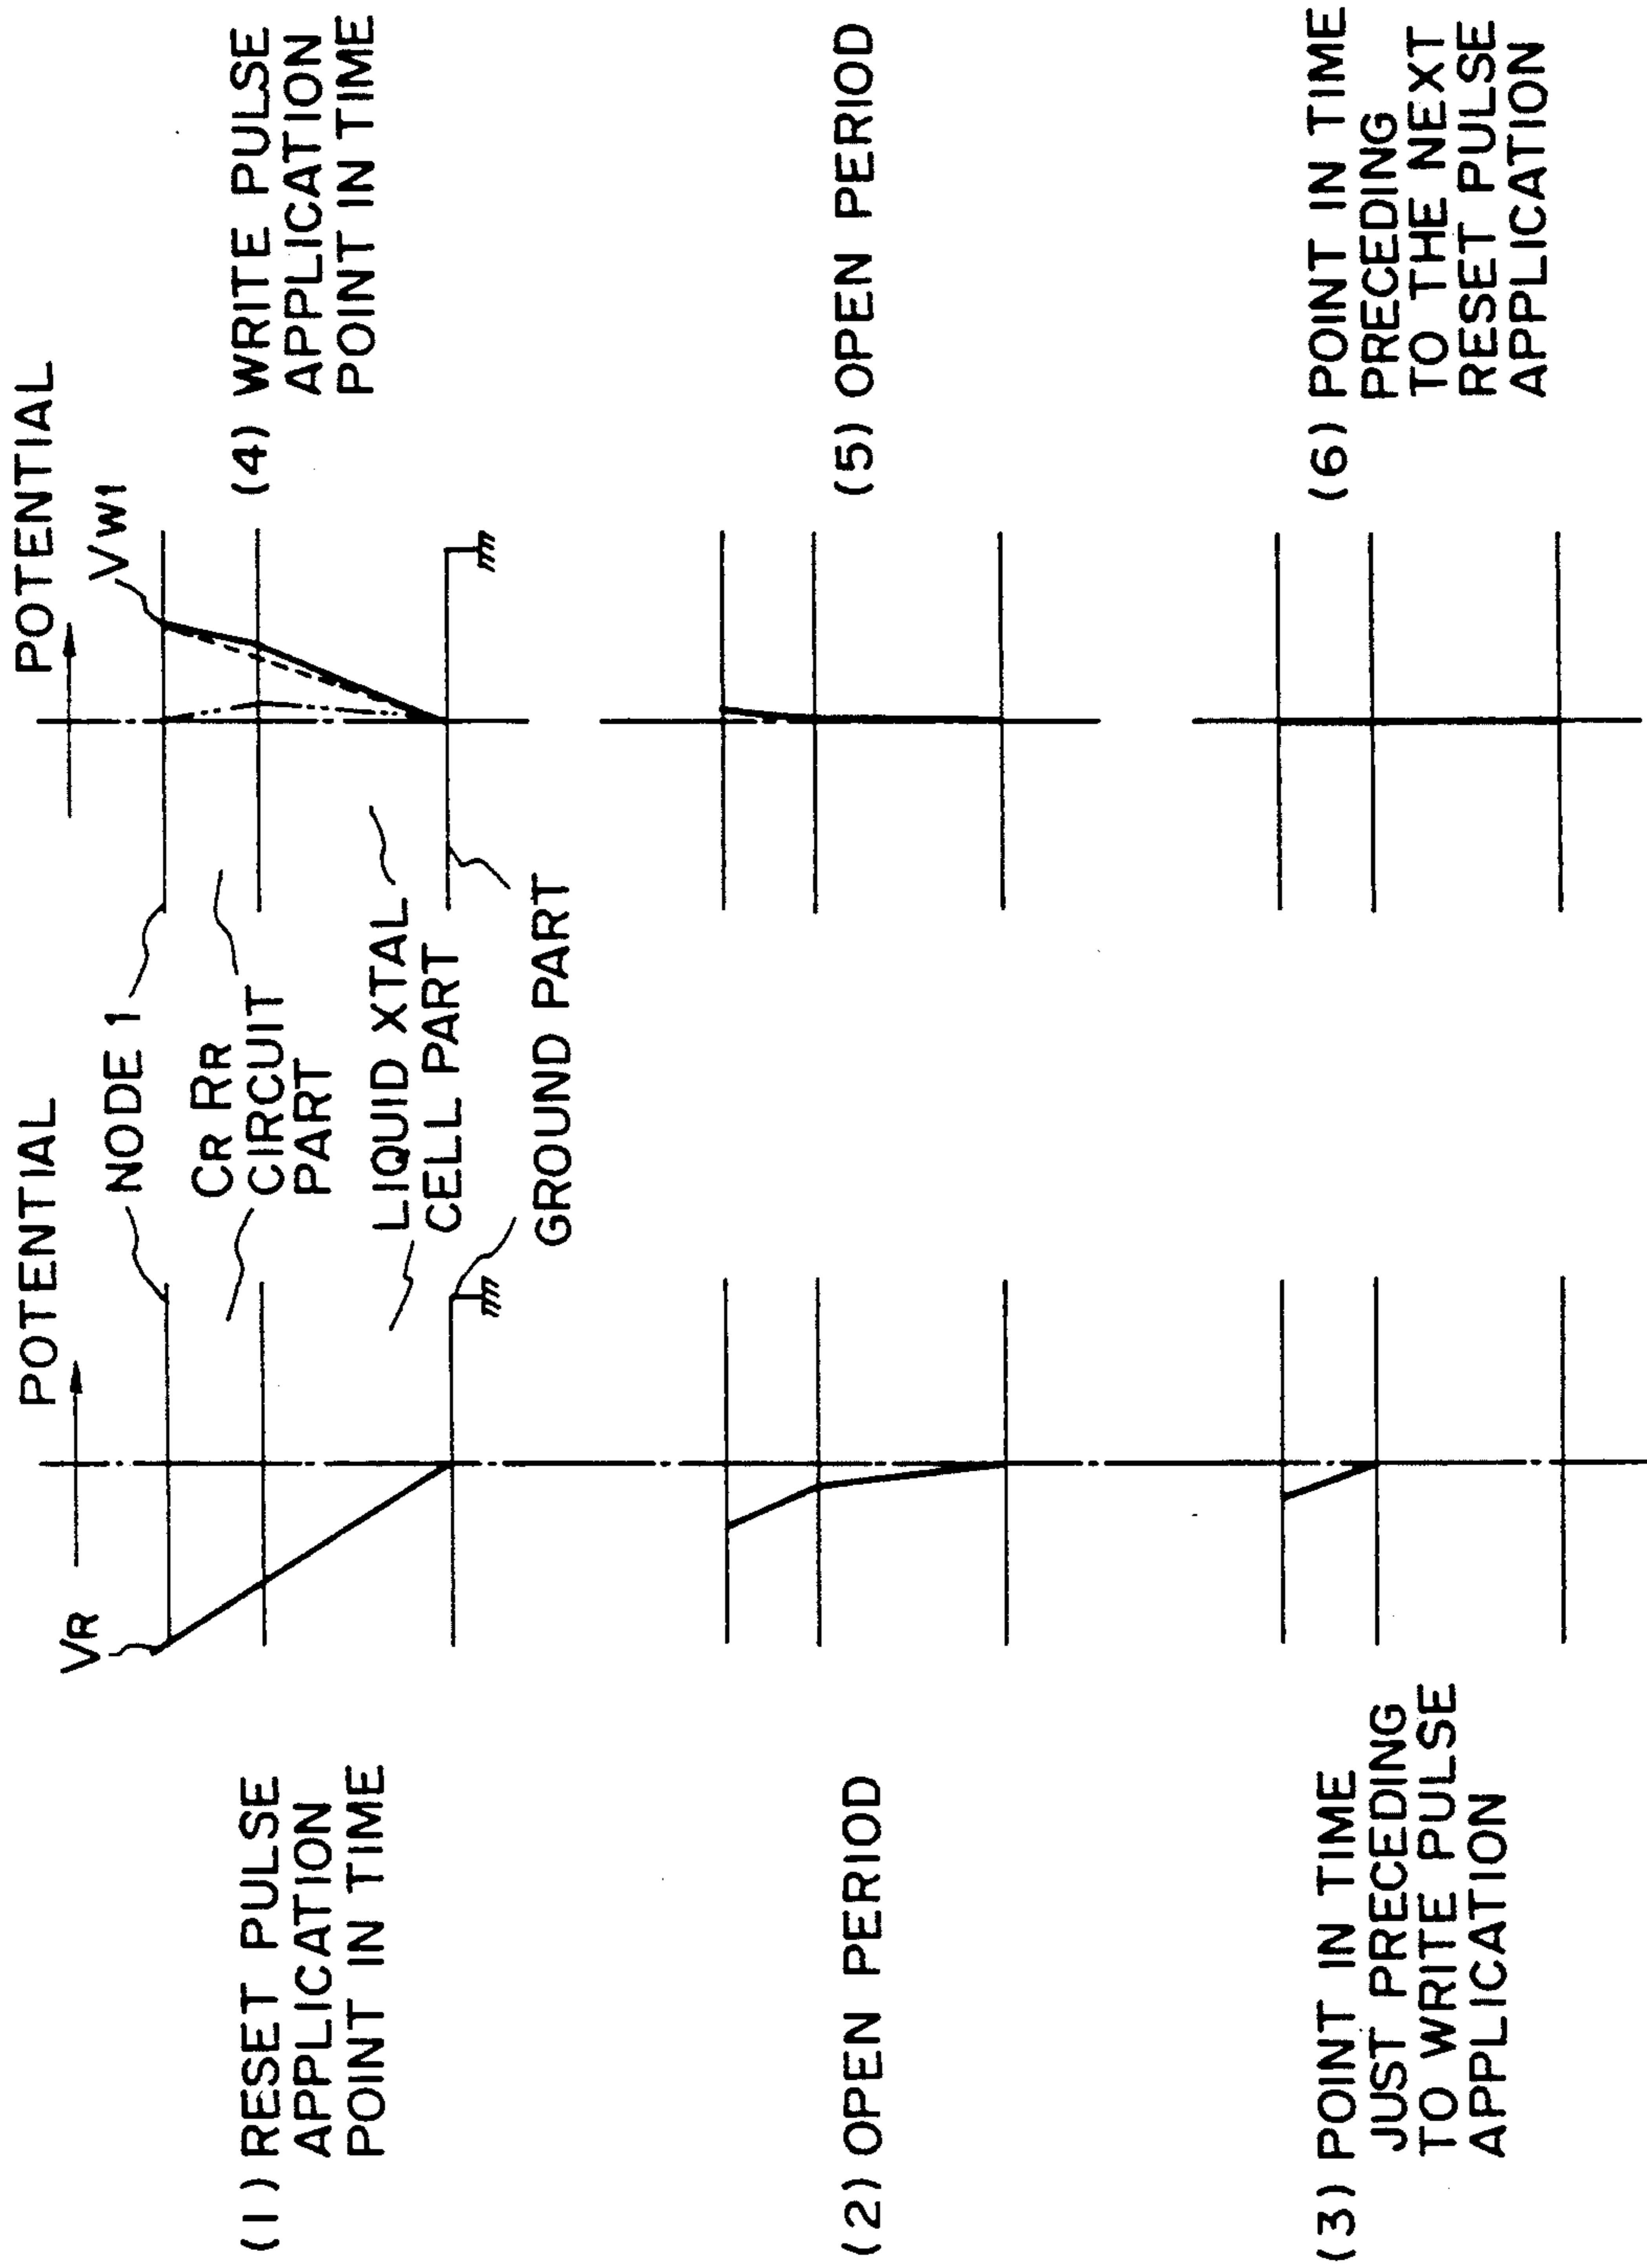 POTENTIAL
VR
NODE 1
CR RR
CIRCUIT
PART
LIQUID XTAL
CELL PART
GROUND PART
(1) RESET PULSE
APPLICATION
POINT IN TIME
(2) OPEN PERIOD
(3) POINT IN TIME
JUST PRECEDING
TO WRITE PULSE
APPLICATION
POTENTIAL
VW1
(4) WRITE PULSE
APPLICATION
POINT IN TIME
(5) OPEN PERIOD
(6) POINT IN TIME
PRECEDING
TO THE NEXT
RESET PULSE
APPLICATION